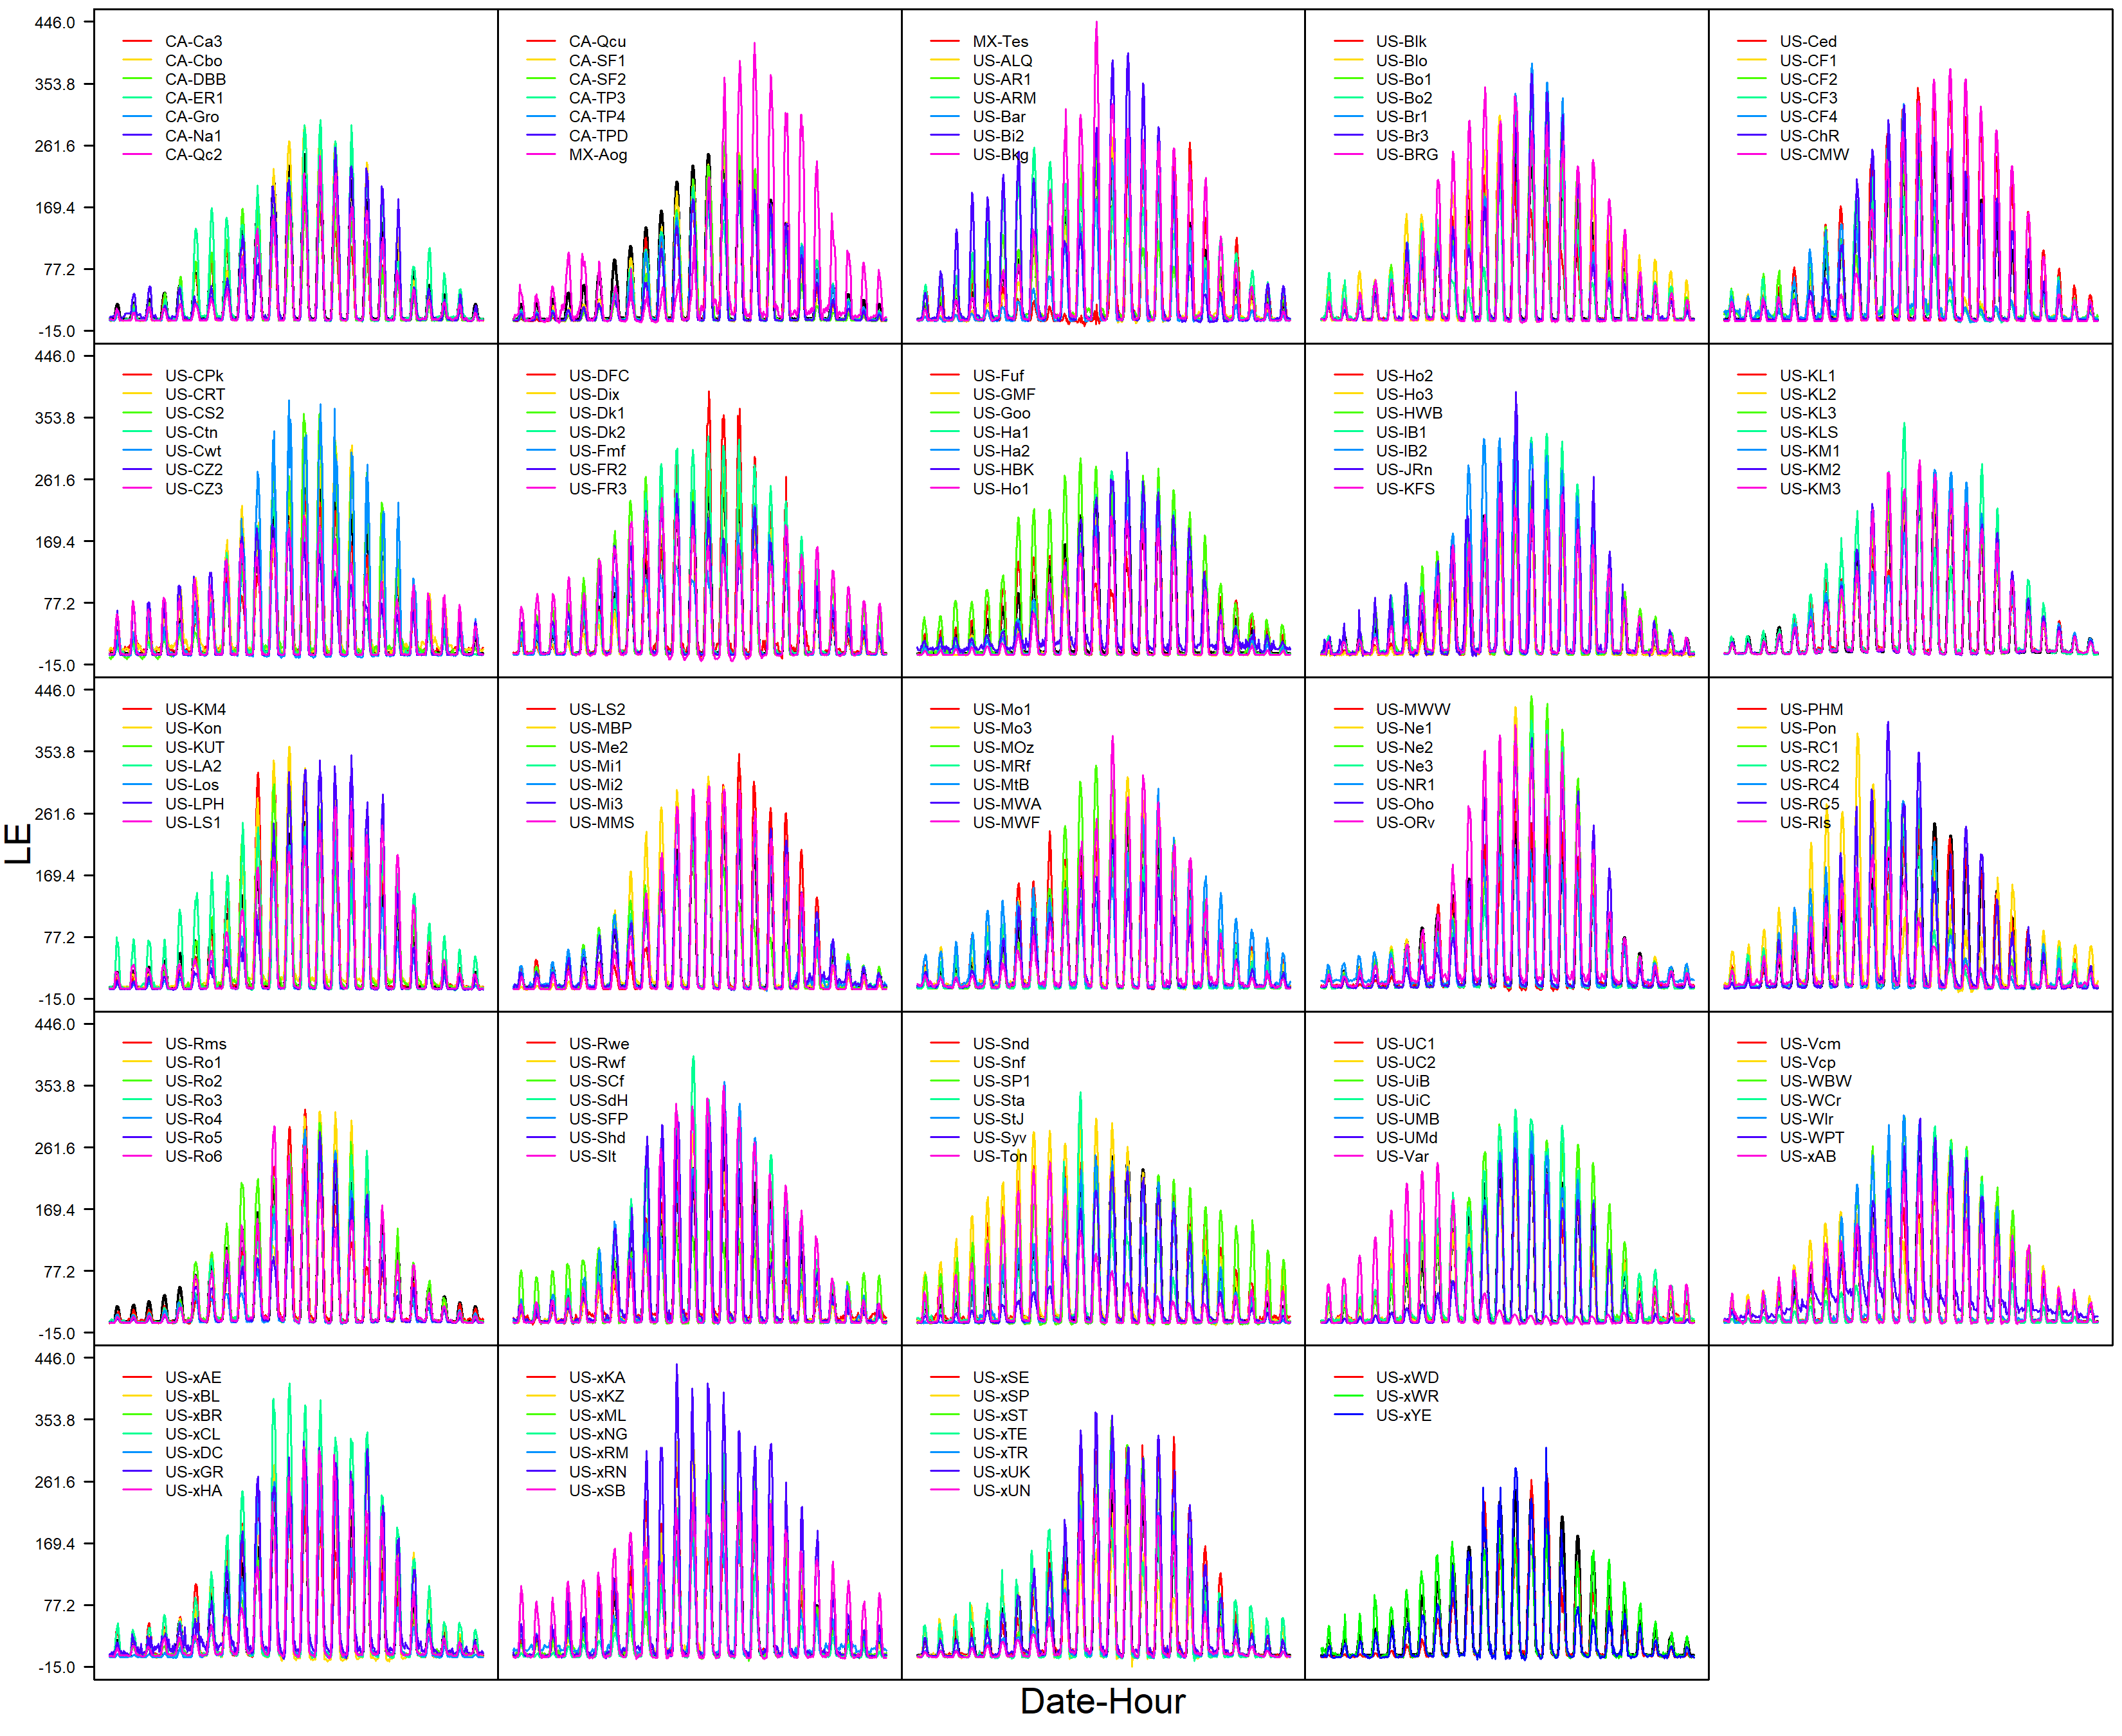 446.0
353.8
261.6
169.4
77.2
-15.0
CA-Ca3
CA-Cbo
CA-DBB
CA-ER1
CA-Gro
CA-Na1
CA-Qc2
CA-Qcu
CA-SF1
CA-SF2
CA-TP3
CA-TP4
CA-TPD
MX-Aog
MX-Tes
US-ALQ
US-AR1
US-ARM
US-Bar
US-Bi2
US-Bkg
US-Blk
US-Blo
US-Bo1
US-Bo2
US-Br1
US-Br3
US-BRG
US-Ced
US-CF1
US-CF2
US-CF3
US-CF4
US-ChR
US-CMW
446.0
353.8
261.6
169.4
77.2
-15.0
US-CPk
US-CRT
US-CS2
US-Ctn
US-Cwt
US-CZ2
US-CZ3
US-DFC
US-Dix
US-Dk1
US-Dk2
US-Fmf
US-FR2
US-FR3
US-Fuf
US-GMF
US-Goo
US-Ha1
US-Ha2
US-HBK
US-Ho1
US-Ho2
US-Ho3
US-HWB
US-IB1
US-IB2
US-JRn
US-KFS
US-KL1
US-KL2
US-KL3
US-KLS
US-KM1
US-KM2
US-KM3
446.0
353.8
261.6
169.4
77.2
-15.0
US-KM4
US-Kon
US-KUT
US-LA2
US-Los
US-LPH
US-LS1
US-LS2
US-MBP
US-Me2
US-Mi1
US-Mi2
US-Mi3
US-MMS
US-Mo1
US-Mo3
US-MOz
US-MRf
US-MtB
US-MWA
US-MWF
US-MWW
US-Ne1
US-Ne2
US-Ne3
US-NR1
US-Oho
US-ORv
US-PHM
US-Pon
US-RC1
US-RC2
US-RC4
US-RC5
US-Rls
LE
446.0
353.8
261.6
169.4
77.2
-15.0
US-Rms
US-Ro1
US-Ro2
US-Ro3
US-Ro4
US-Ro5
US-Ro6
US-Rwe
US-Rwf
US-SCf
US-SdH
US-SFP
US-Shd
US-Slt
US-Snd
US-Snf
US-SP1
US-Sta
US-StJ
US-Syv
US-Ton
US-UC1
US-UC2
US-UiB
US-UiC
US-UMB
US-UMd
US-Var
US-Vcm
US-Vcp
US-WBW
US-WCr
US-Wlr
US-WPT
US-xAB
446.0
353.8
261.6
169.4
77.2
-15.0
US-xAE
US-xBL
US-xBR
US-xCL
US-xDC
US-xGR
US-xHA
US-xKA
US-xKZ
US-xML
US-xNG
US-xRM
US-xRN
US-xSB
US-xSE
US-xSP
US-xST
US-xTE
US-xTR
US-xUK
US-xUN
US-xWD
US-xWR
US-xYE
Date-Hour